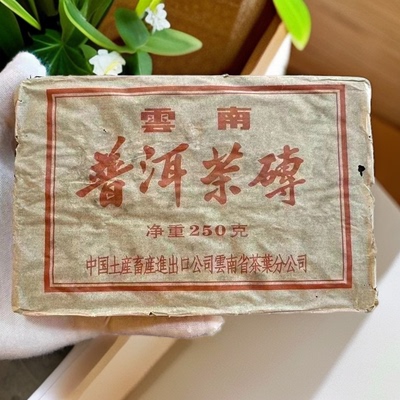 雲南
普洱茶磚
净重250克
中国土産畜産進出口公司雲南省茶葉分公司